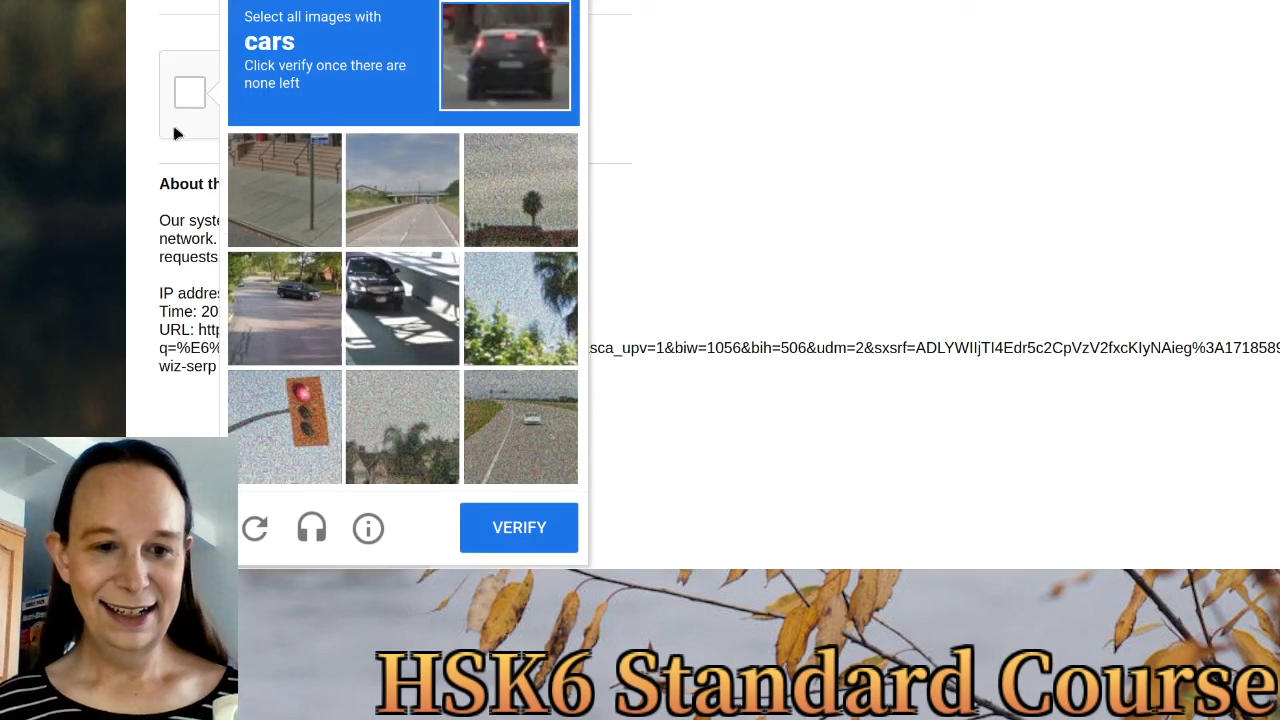 Select all images with
cars
Click verify once there are
none left
About th
Our syste
network.
requests
IP addres
Time: 20
URL: http
q=%E6%
sca_upv=1&biw=1056&bih=506&udm=2&sxsrf=ADLYWIIjTI4Edr5c2CpVzV2fxcKIyNAieg%3A1718589
wiz-serp
VERIFY
HSK6 Standard Course